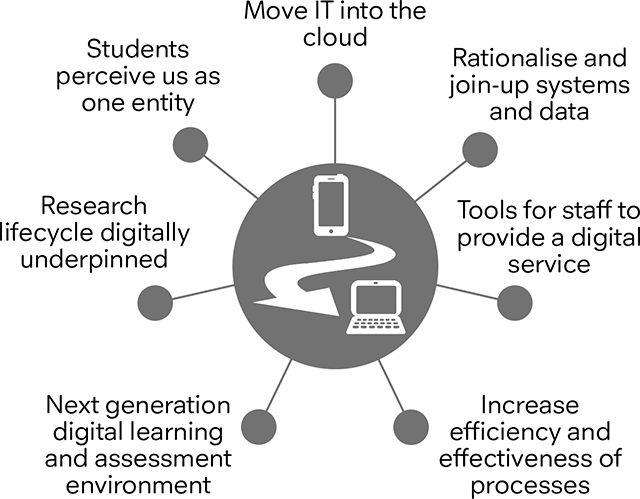 Move IT into the
cloud
Rationalise and
join-up systems
and data
Tools for staff to
provide a digital
service
Increase
efficiency and
effectiveness of
processes
Next generation
digital learning
and assessment
environment
Research
lifecycle digitally
underpinned
Students
perceive us as
one entity